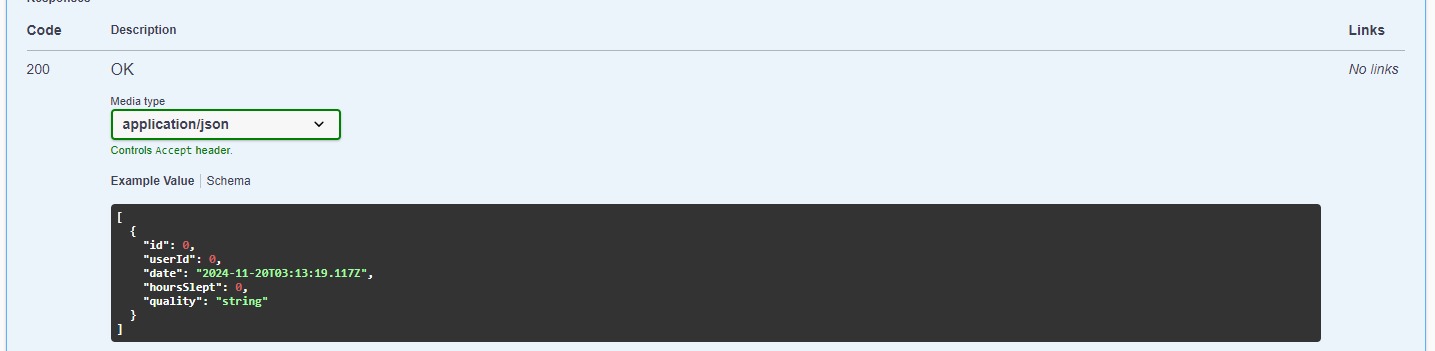 Responses
Code Description Links
200 OK No links
Media type
application/json
Controls Accept header.
Example Value Schema
[
  {
    "id": 0,
    "userId": 0,
    "date": "2024-11-20T03:13:19.117Z",
    "hoursSlept": 0,
    "quality": "string"
  }
]